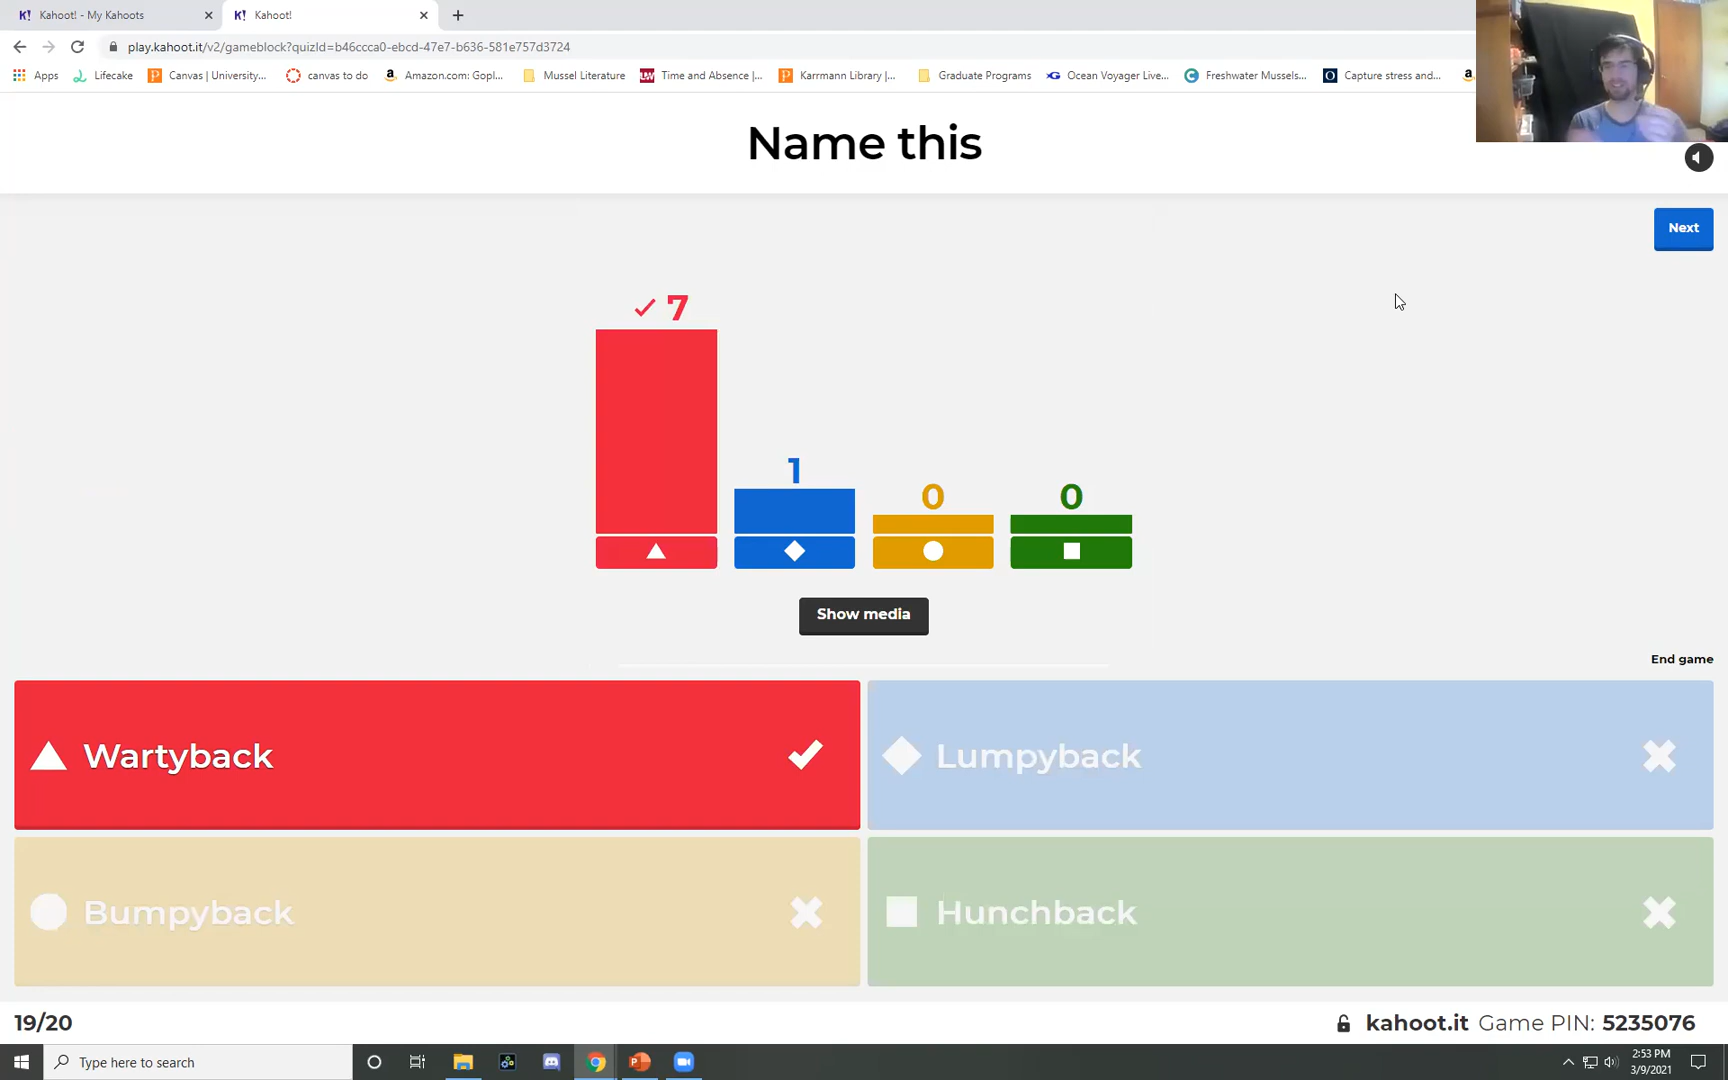 K! Kahoot! - My Kahoots
K! Kahoot!
play.kahoot.it/v2/gameblock?quizId=b46ccca0-ebcd-47e7-b636-581e757d3724
Apps Lifecake Canvas | University... canvas to do Amazon.com: Gopl... Mussel Literature UW Time and Absence |... Karrmann Library |... Graduate Programs Ocean Voyager Live... Freshwater Mussels... Capture stress and...
Name this
Next
7
1
0
0
Show media
End game
Wartyback
Lumpyback
Bumpyback
Hunchback
19/20
kahoot.it Game PIN: 5235076
Type here to search
2:53 PM
3/9/2021